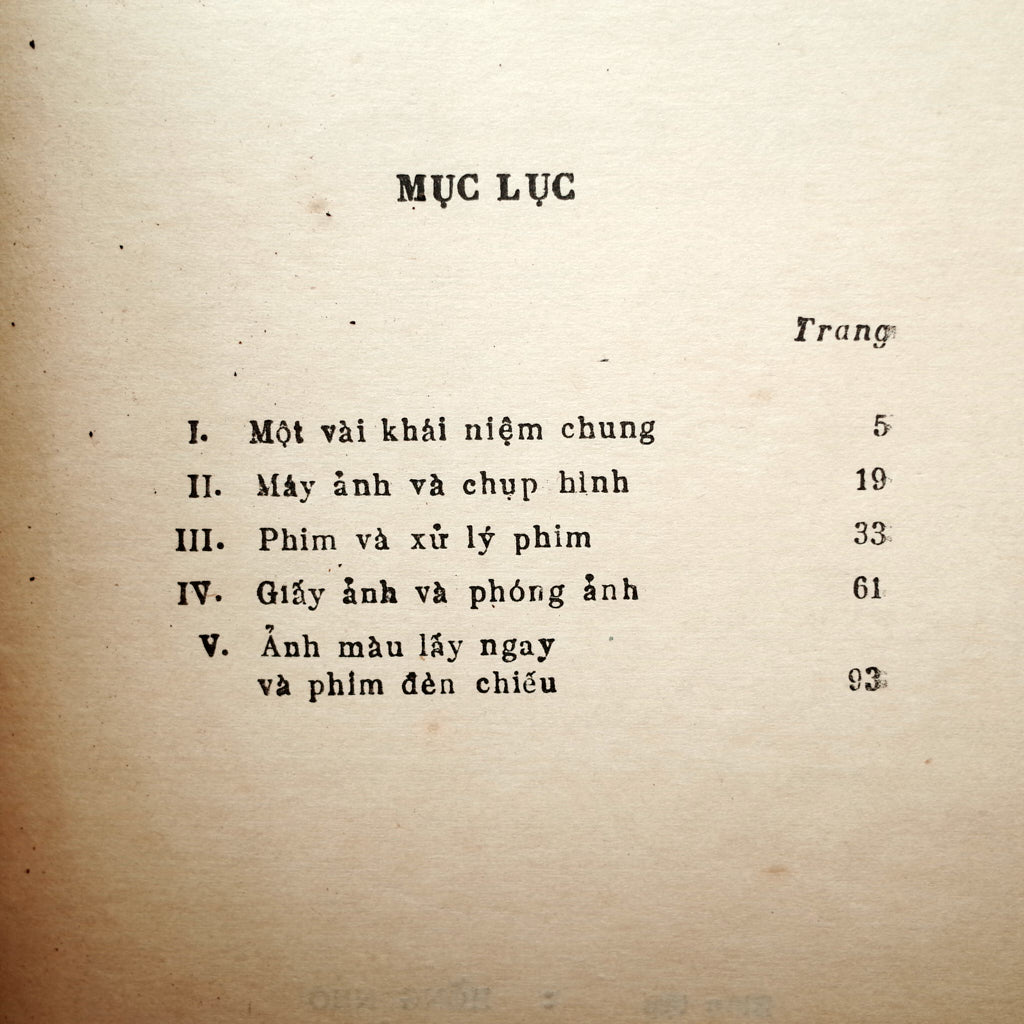 MỤC LỤC
Trang
I. Một vài khái niệm chung 5
II. Máy ảnh và chụp hình 19
III. Phim và xử lý phim 33
IV. Giấy ảnh và phóng ảnh 61
V. Ảnh màu lấy ngay
và phim đèn chiếu 93